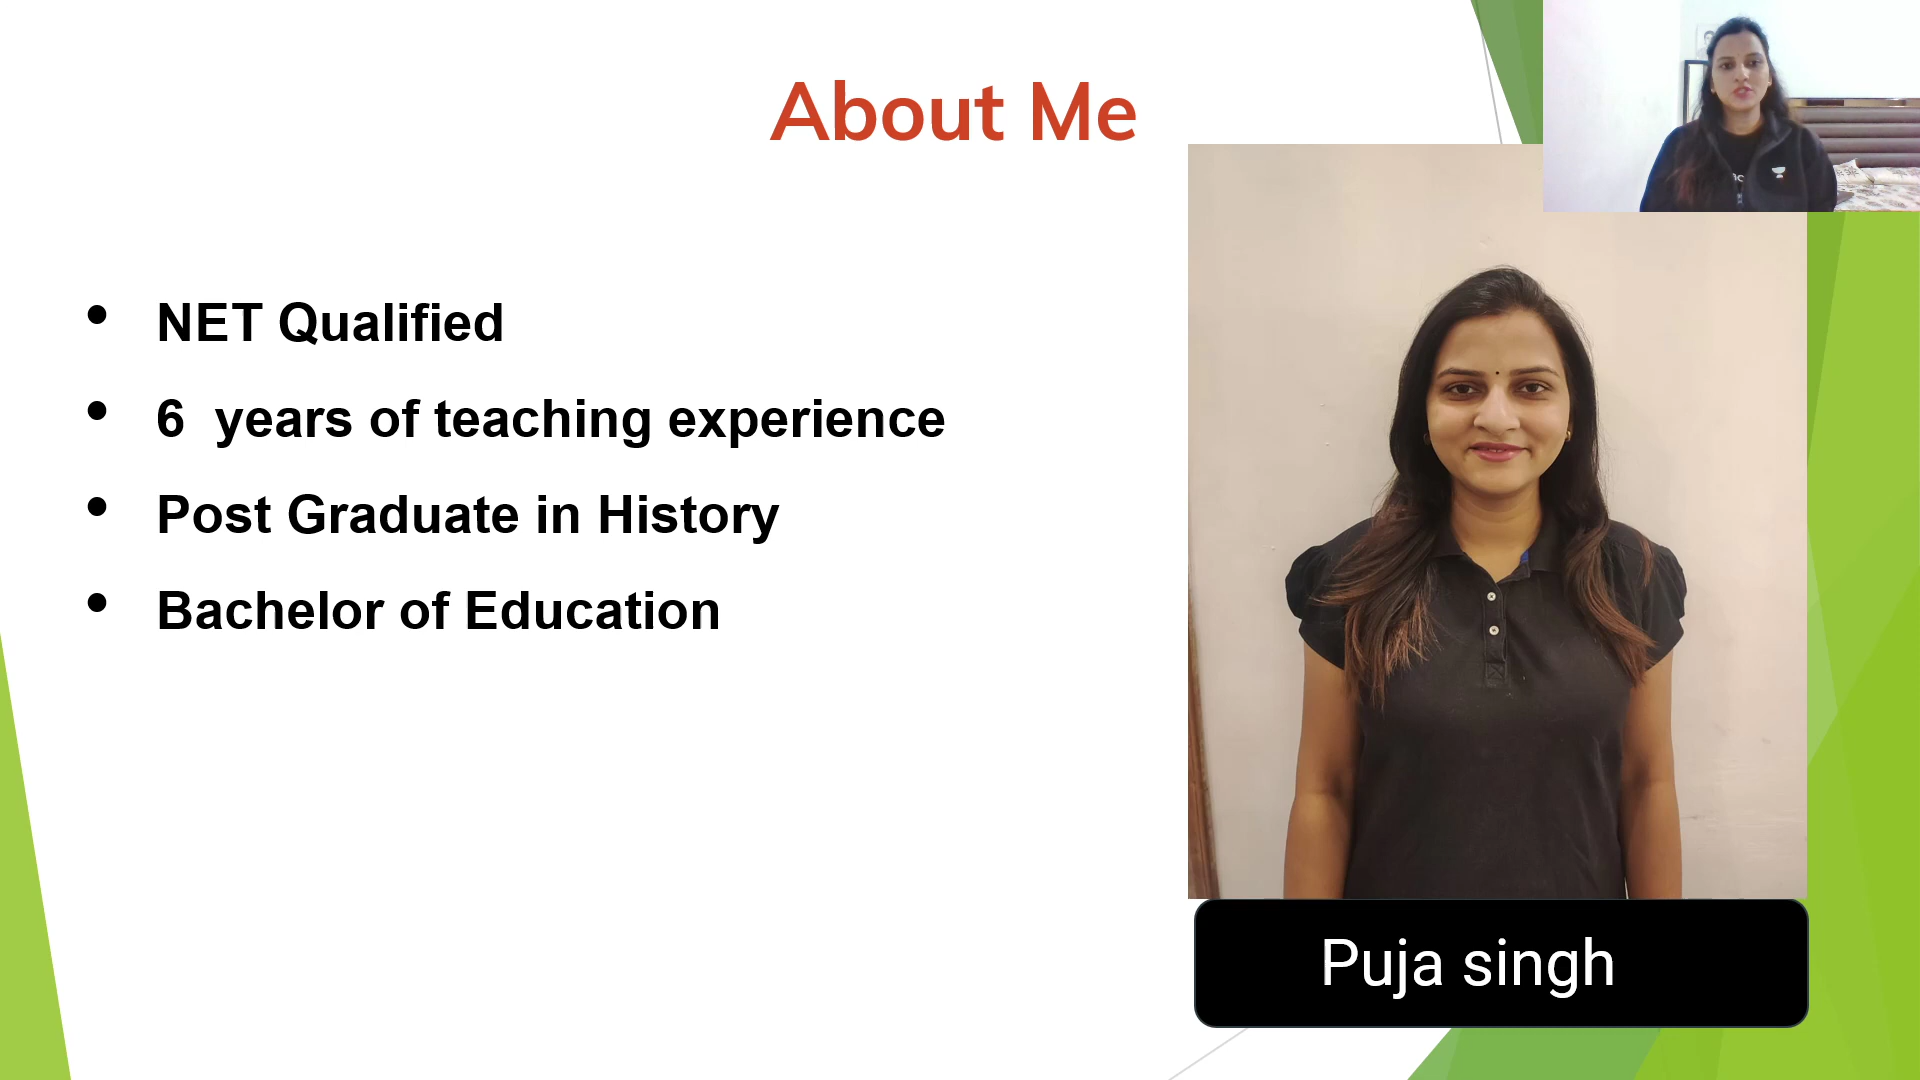 About Me
• NET Qualified
• 6 years of teaching experience
• Post Graduate in History
• Bachelor of Education
Puja singh